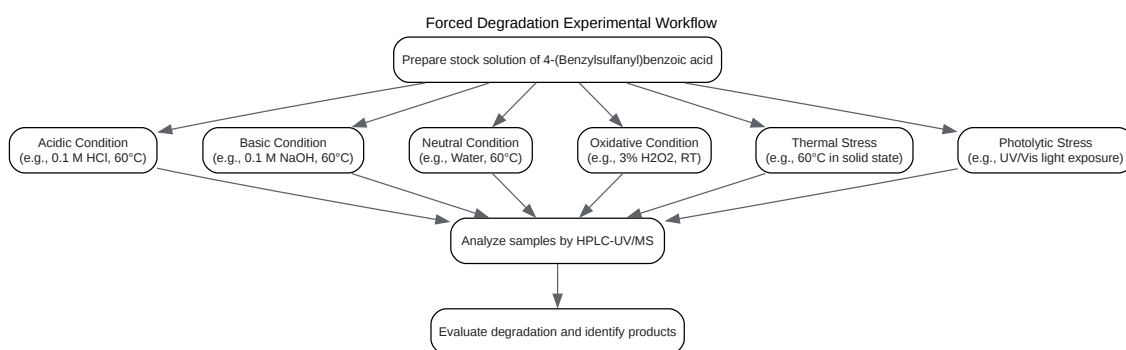 Forced Degradation Experimental Workflow
Prepare stock solution of 4-(Benzylsulfanyl)benzoic acid
Acidic Condition
(e.g., 0.1 M HCl, 60°C)
Basic Condition
(e.g., 0.1 M NaOH, 60°C)
Neutral Condition
(e.g., Water, 60°C)
Oxidative Condition
(e.g., 3% H2O2, RT)
Thermal Stress
(e.g., 60°C in solid state)
Photolytic Stress
(e.g., UV/Vis light exposure)
Analyze samples by HPLC-UV/MS
Evaluate degradation and identify products